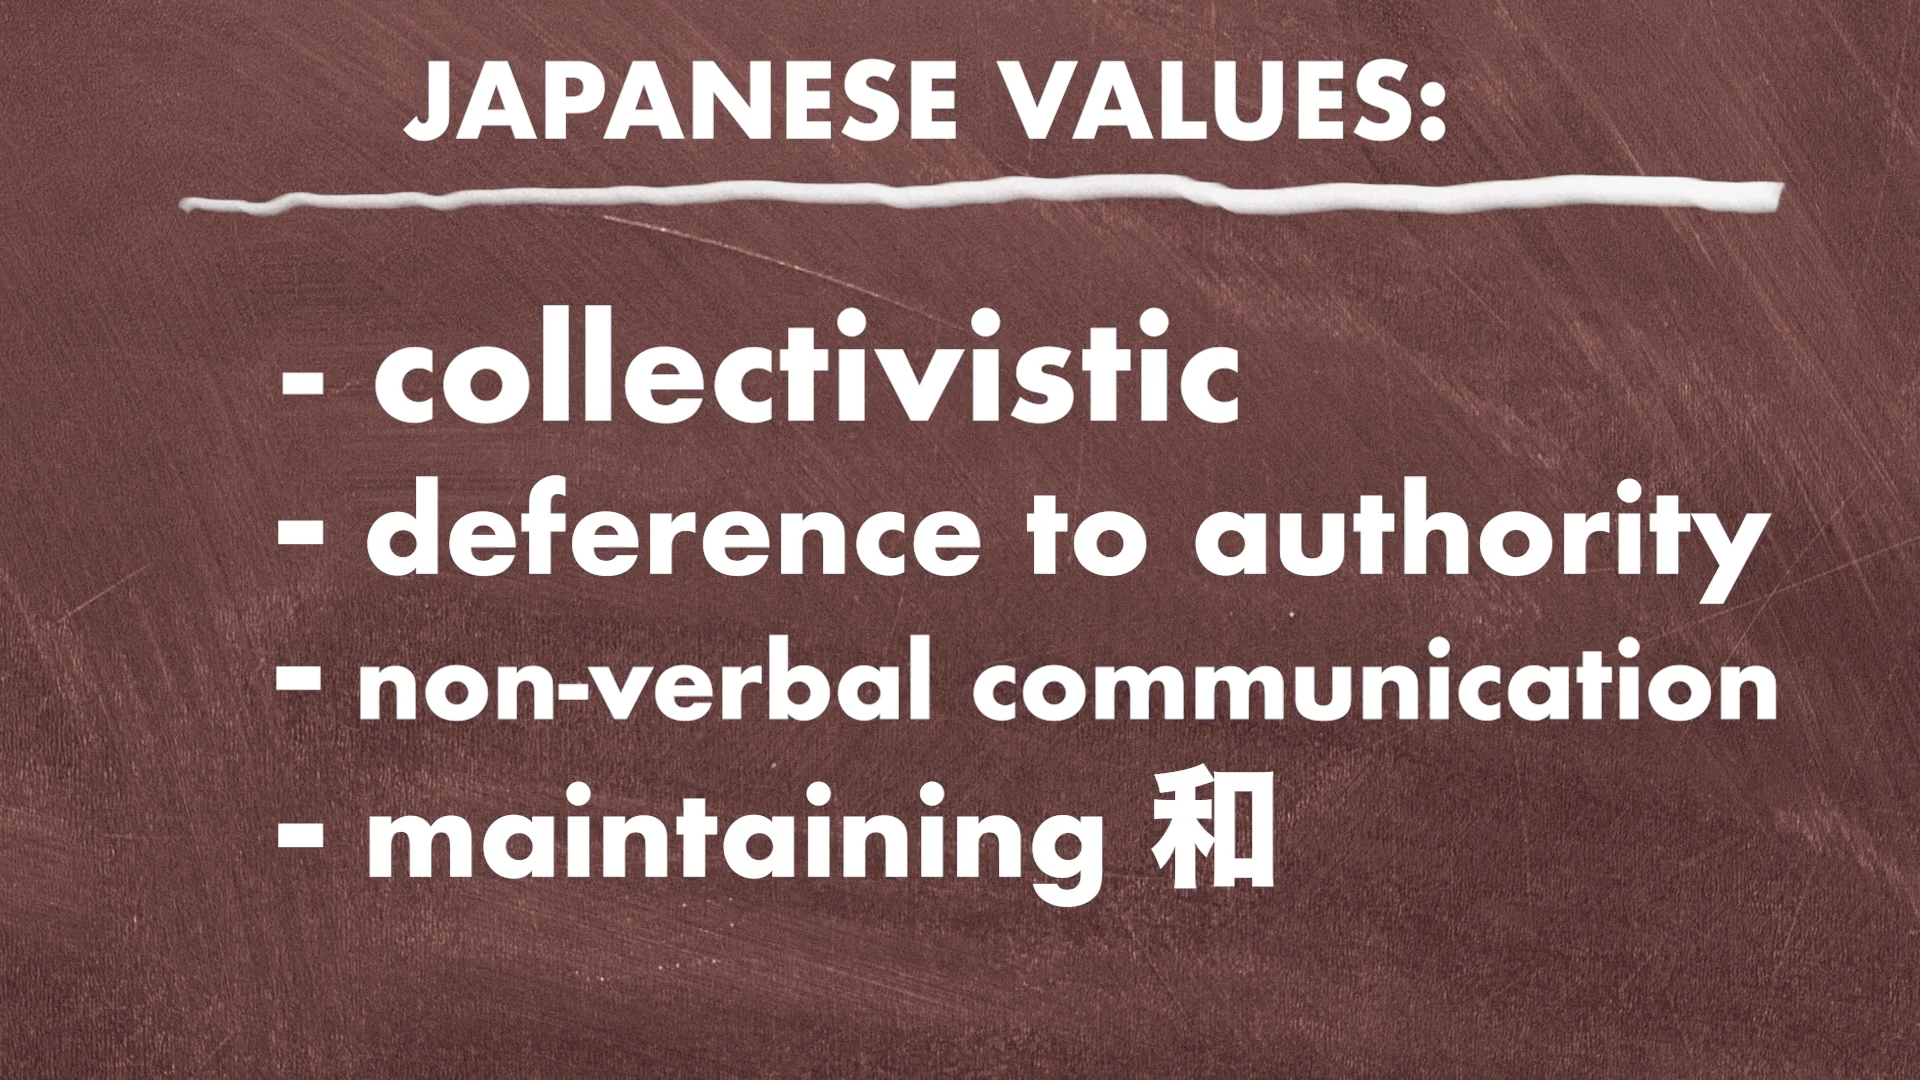 JAPANESE VALUES:
- collectivistic
- deference to authority
- non-verbal communication
- maintaining 和